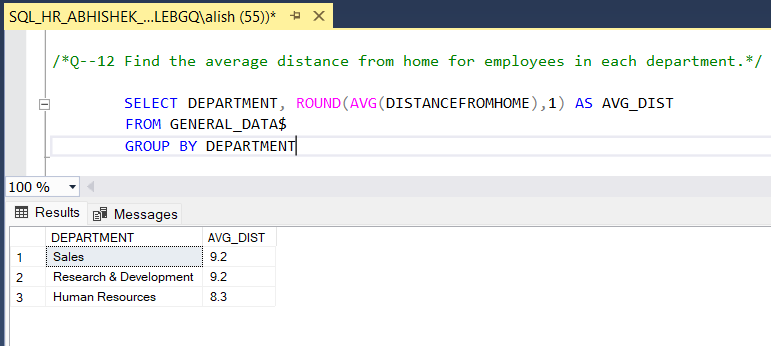 SQL_HR_ABHISHEK_...LEBGQ\alish (55))*
/*Q--12 Find the average distance from home for employees in each department.*/
SELECT DEPARTMENT, ROUND(AVG(DISTANCEFROMHOME),1) AS AVG_DIST
FROM GENERAL_DATA$
GROUP BY DEPARTMENT
100 %
Results Messages
DEPARTMENT AVG_DIST
1 Sales 9.2
2 Research & Development 9.2
3 Human Resources 8.3